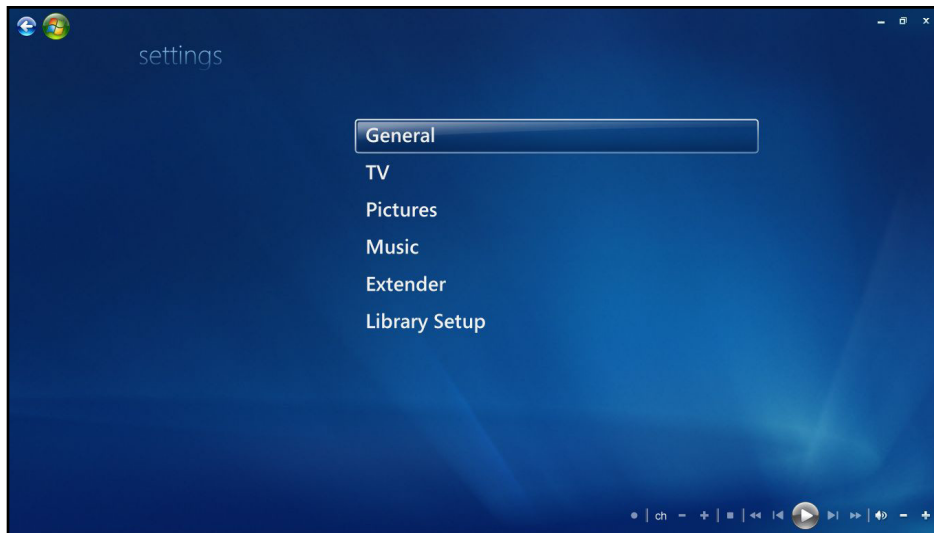 settings
General
TV
Pictures
Music
Extender
Library Setup
ch